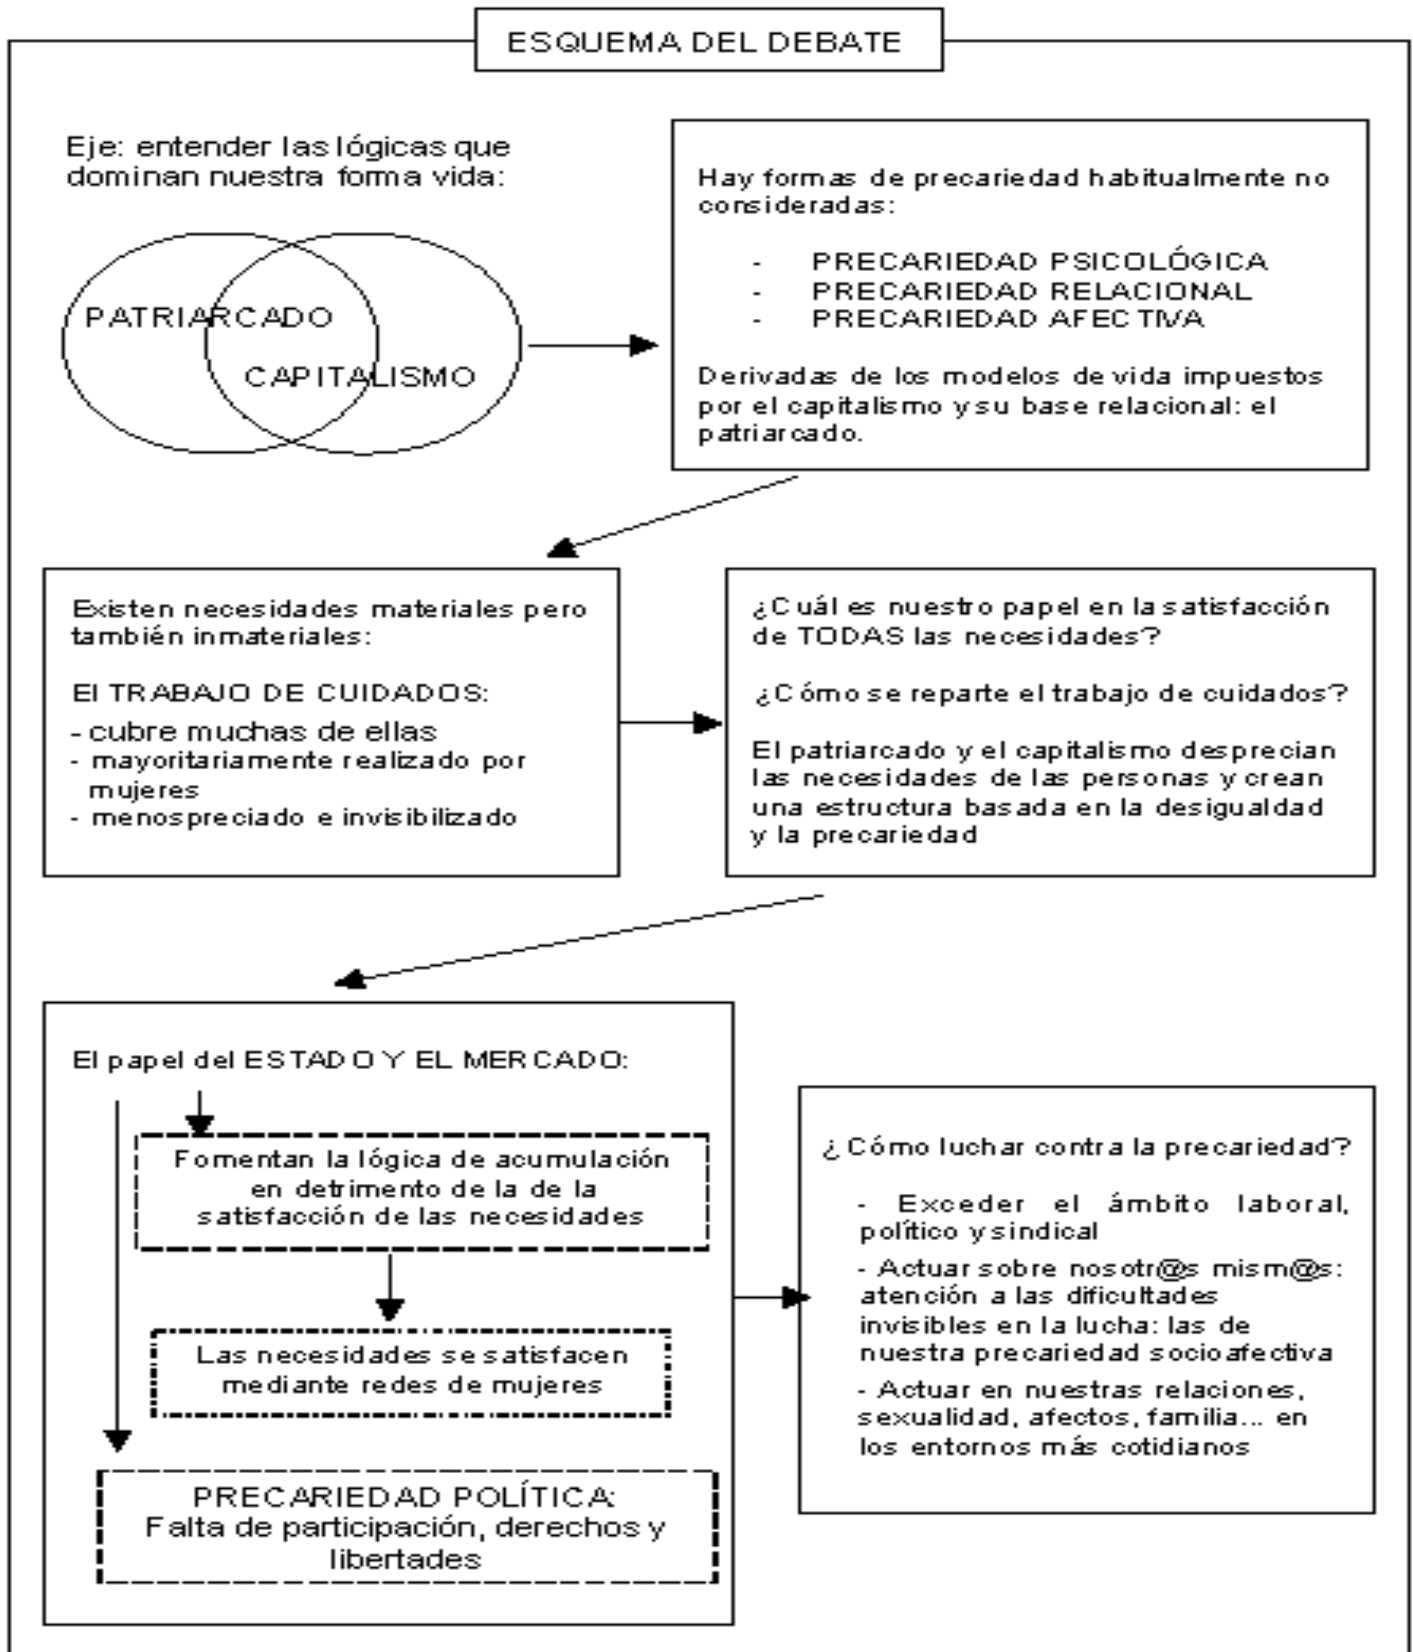 ESQUEMA DEL DEBATE
Eje: entender las lógicas que
dominan nuestra forma vida:
PATRIARCADO
CAPITALISMO
Hay formas de precariedad habitualmente no
consideradas:
- PRECARIEDAD PSICOLÓGICA
- PRECARIEDAD RELACIONAL
- PRECARIEDAD AFECTIVA
Derivadas de los modelos de vida impuestos
por el capitalismo y su base relacional: el
patriarcado.
Existen necesidades materiales pero
también inmateriales:
El TRABAJO DE CUIDADOS:
- cubre muchas de ellas
- mayoritariamente realizado por
mujeres
- menospreciado e invisibilizado
¿Cuál es nuestro papel en la satisfacción
de TODAS las necesidades?
¿Cómo se reparte el trabajo de cuidados?
El patriarcado y el capitalismo desprecian
las necesidades de las personas y crean
una estructura basada en la desigualdad
y la precariedad
El papel del ESTADO Y EL MERCADO:
Fomentan la lógica de acumulación
en detrimento de la de la
satisfacción de las necesidades
Las necesidades se satisfacen
mediante redes de mujeres
PRECARIEDAD POLÍTICA:
Falta de participación, derechos y
libertades
¿Cómo luchar contra la precariedad?
- Exceder el ámbito laboral,
político y sindical
- Actuar sobre nosotr@s mism@s:
atención a las dificultades
invisibles en la lucha: las de
nuestra precariedad socioafectiva
- Actuar en nuestras relaciones,
sexualidad, afectos, familia... en
los entornos más cotidianos